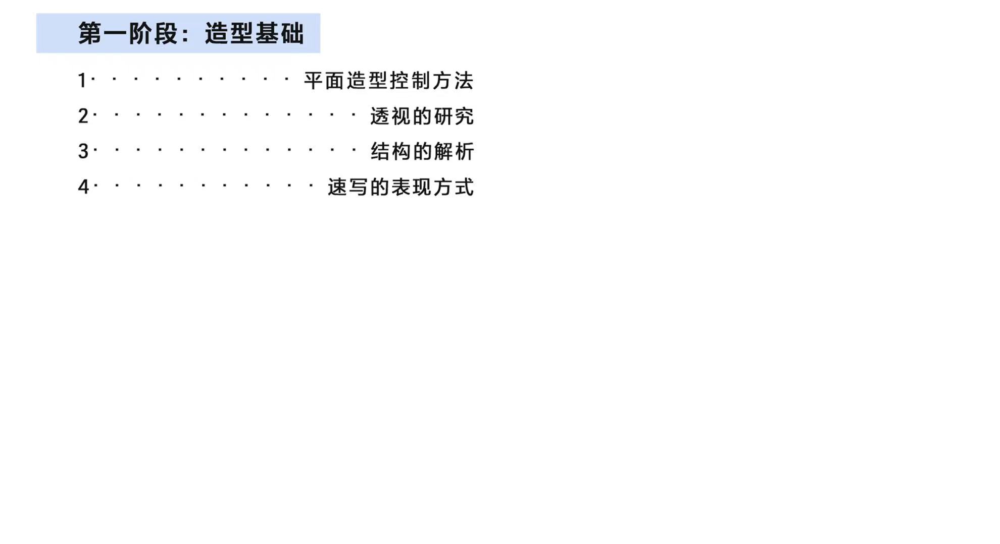 第一阶段：造型基础
1· · · · · · · · · · 平面造型控制方法
2· · · · · · · · · · · · · 透视的研究
3· · · · · · · · · · · · · 结构的解析
4· · · · · · · · · · · 速写的表现方式